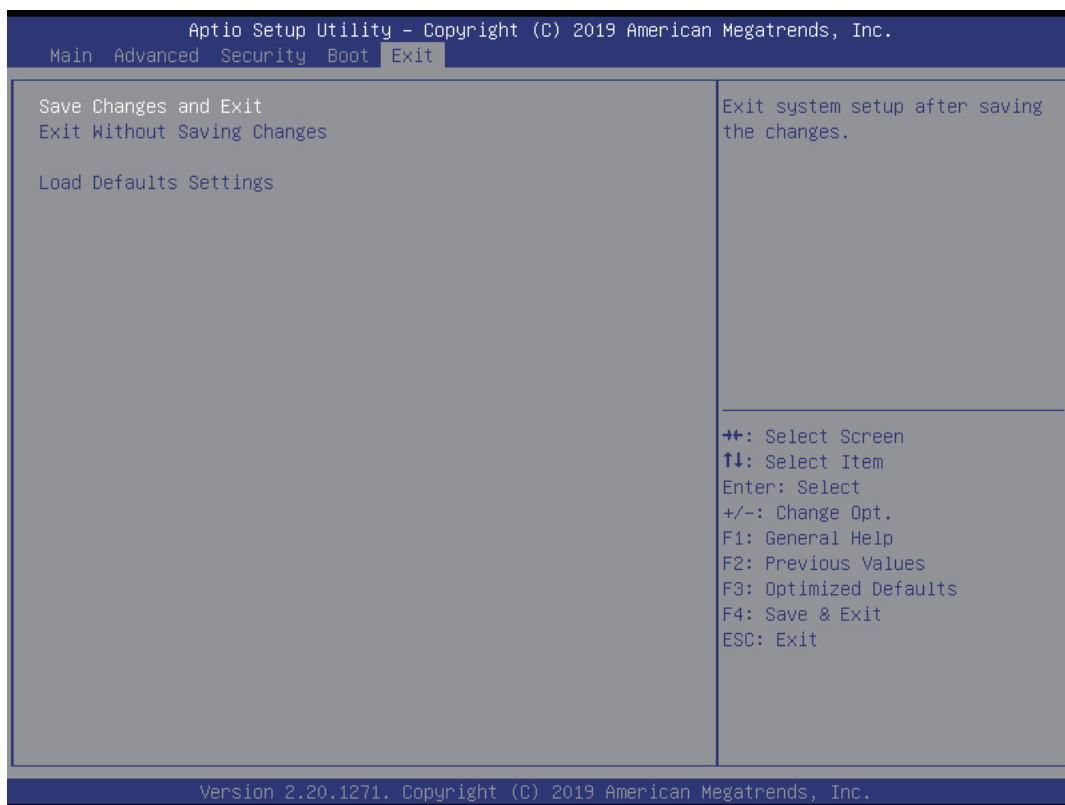 Aptio Setup Utility – Copyright (C) 2019 American Megatrends, Inc.
Main Advanced Security Boot Exit
Save Changes and Exit
Exit Without Saving Changes
Load Defaults Settings
Exit system setup after saving
the changes.
→←: Select Screen
↑↓: Select Item
Enter: Select
+/-: Change Opt.
F1: General Help
F2: Previous Values
F3: Optimized Defaults
F4: Save & Exit
ESC: Exit
Version 2.20.1271. Copyright (C) 2019 American Megatrends, Inc.